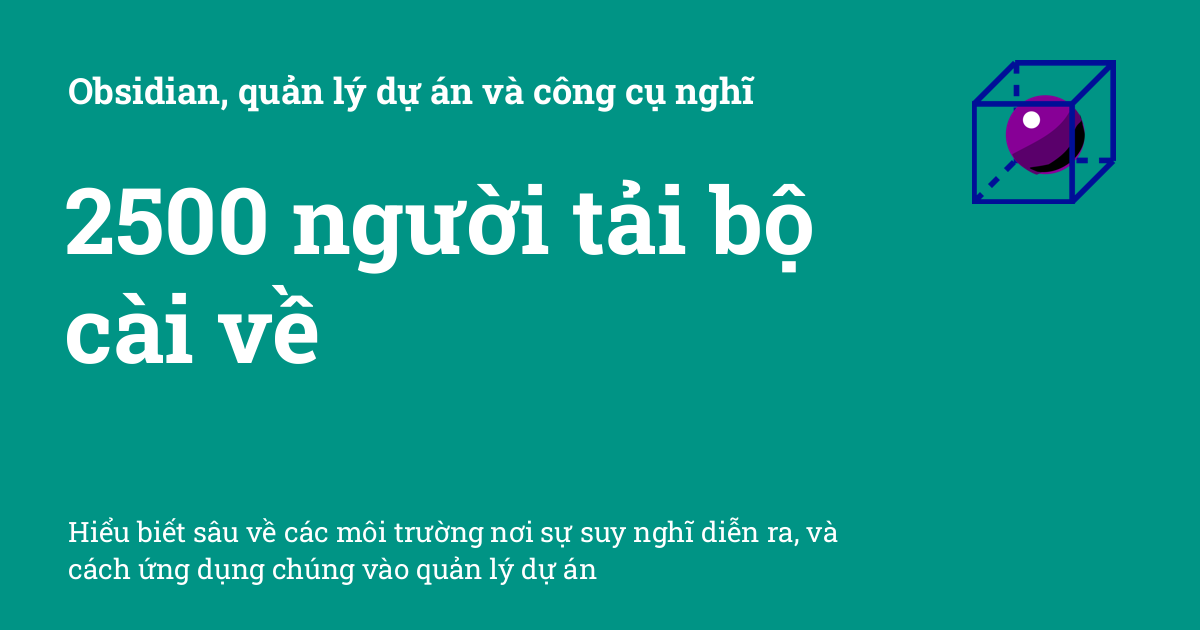 Obsidian, quản lý dự án và công cụ nghĩ
2500 người tải bộ
cài về
Hiểu biết sâu về các môi trường nơi sự suy nghĩ diễn ra, và
cách ứng dụng chúng vào quản lý dự án